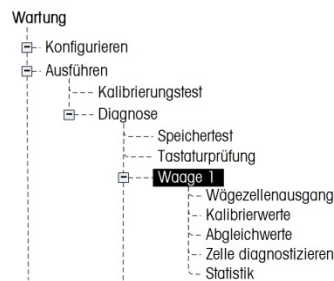 Wartung
Konfigurieren
Ausführen
Kalibrierungstest
Diagnose
Speichertest
Tastaturprüfung
Waage 1
Wägezellenausgang
Kalibrierwerte
Abgleichwerte
Zelle diagnostizieren
Statistik